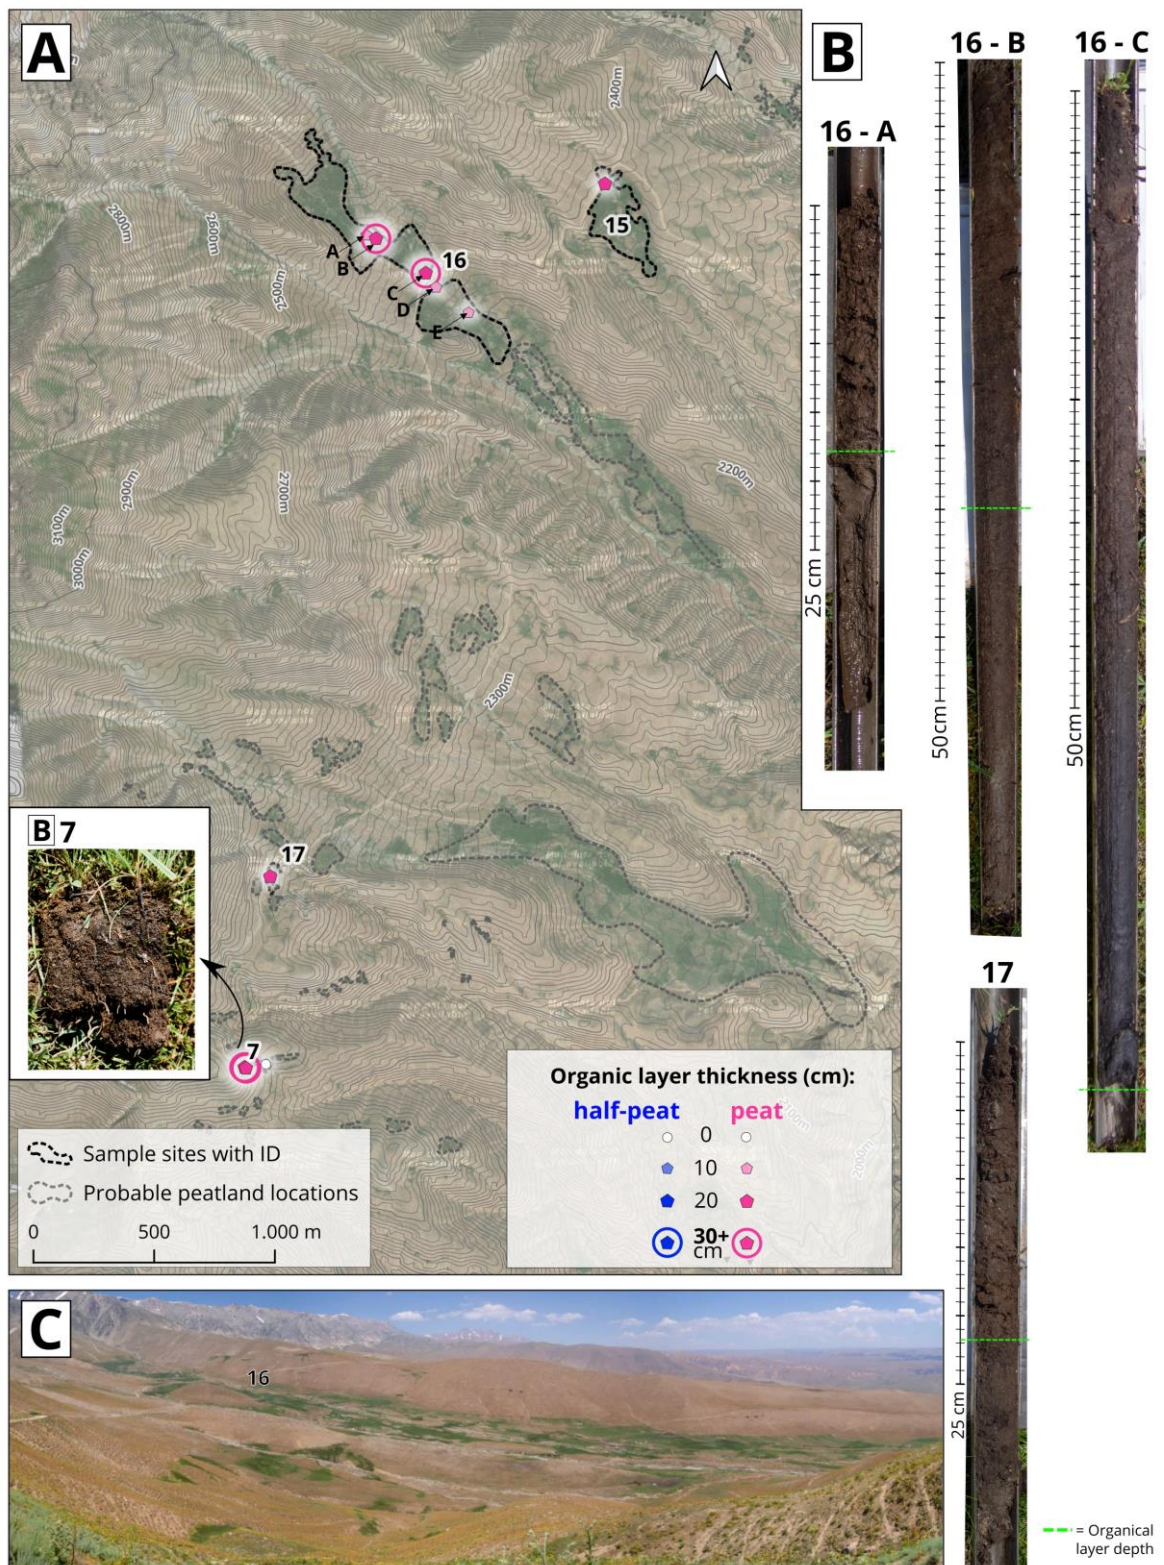 A
2400m
15
2800m
2600m
2500m
A
B
16
C
D
E
2900m
2700m
2200m
3100m
3000m
2300m
B 7
17
7
Sample sites with ID
Probable peatland locations
0 500 1.000 m
Organic layer thickness (cm):
half-peat peat
0
10
20
30+
cm
B
16 - A
25 cm
16 - B
50cm
16 - C
50cm
17
25 cm
= Organical
layer depth
C
16